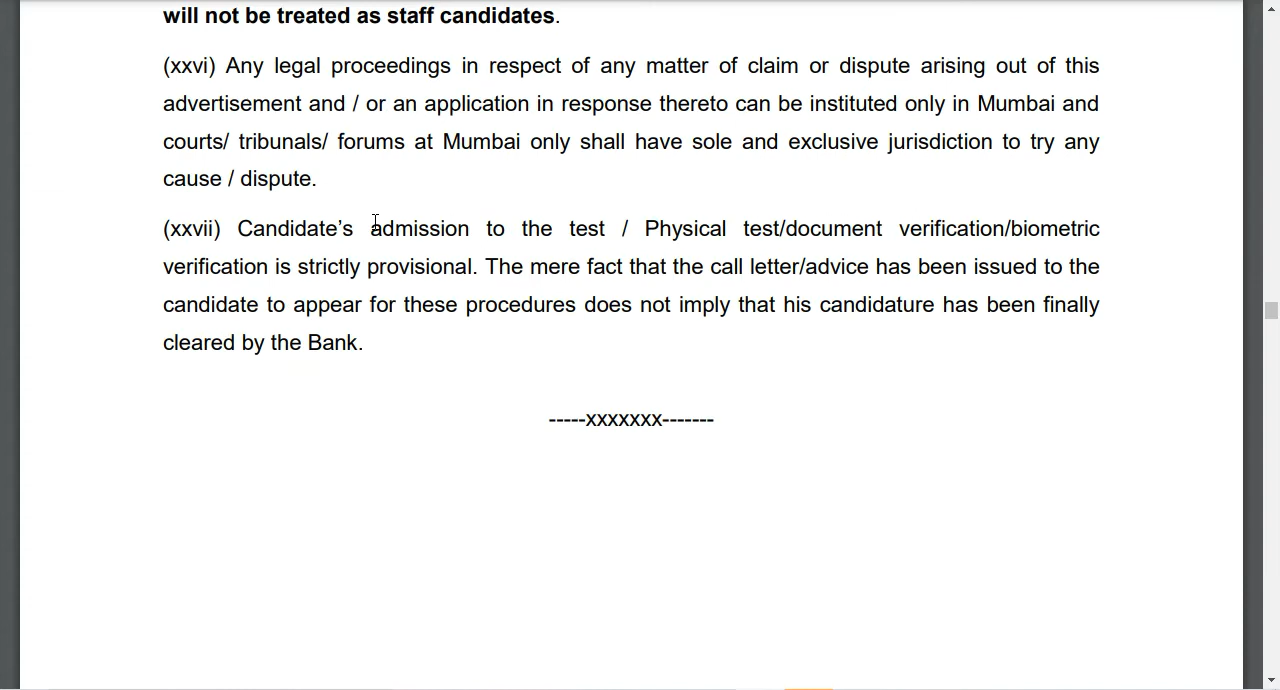 will not be treated as staff candidates.
(xxvi) Any legal proceedings in respect of any matter of claim or dispute arising out of this
advertisement and / or an application in response thereto can be instituted only in Mumbai and
courts/ tribunals/ forums at Mumbai only shall have sole and exclusive jurisdiction to try any
cause / dispute.
(xxvii) Candidate’s admission to the test / Physical test/document verification/biometric
verification is strictly provisional. The mere fact that the call letter/advice has been issued to the
candidate to appear for these procedures does not imply that his candidature has been finally
cleared by the Bank.
-----XXXXXXX-------